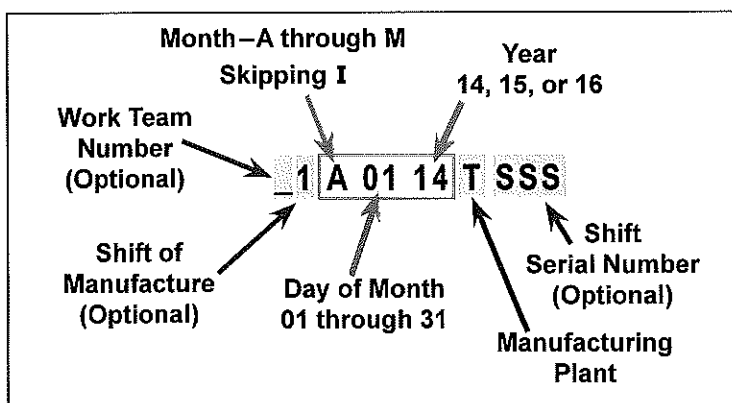 Month–A through M
Skipping I
Year
14, 15, or 16
Work Team
Number
(Optional)
_1 A 01 14 T SSS
Shift of
Manufacture
(Optional)
Day of Month
01 through 31
Shift
Serial Number
(Optional)
Manufacturing
Plant